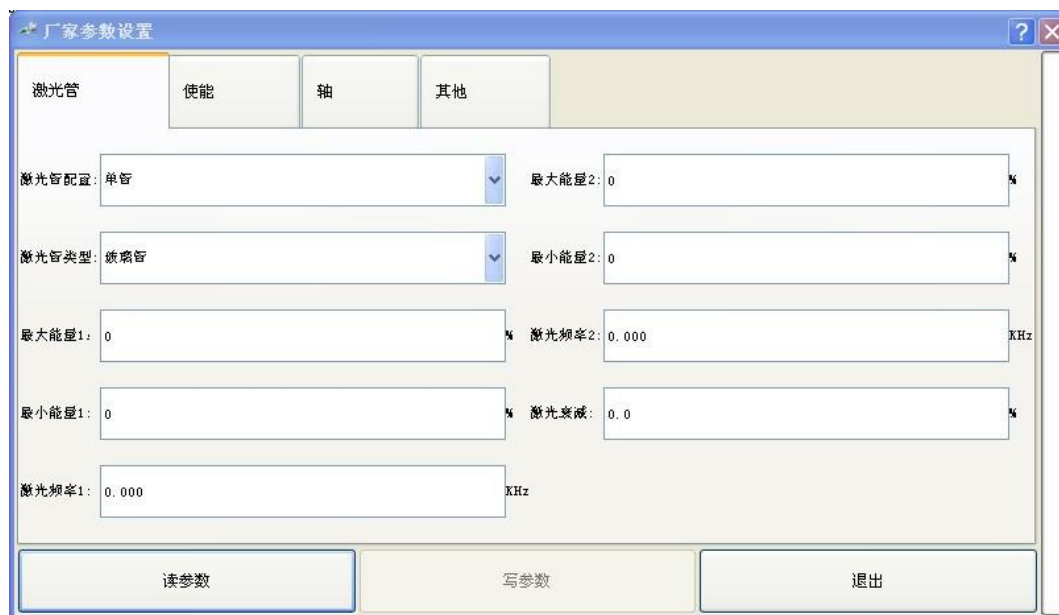 厂家参数设置
激光管 使能 轴 其他
激光管配置: 单管 最大能量2: 0 %
激光管类型: 玻璃管 最小能量2: 0 %
最大能量1: 0 % 激光频率2: 0.000 KHz
最小能量1: 0 % 激光衰减: 0.0 %
激光频率1: 0.000 KHz
读参数 写参数 退出